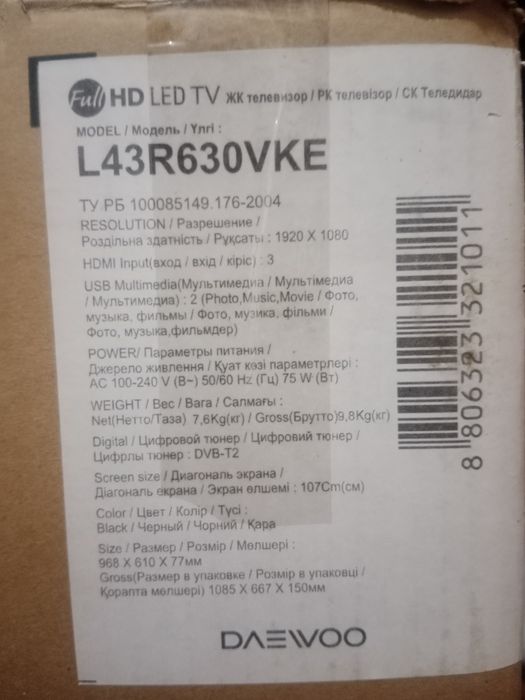 Full HD LED TV ЖК телевизор / РК телевізор / СК Теледидар
MODEL / Модель / Үлгі :
L43R630VKE
ТУ РБ 100085149.176-2004
RESOLUTION / Разрешение /
Роздільна здатність / Рұқсаты : 1920 X 1080
HDMI Input(вход / вхід / кіріс) : 3
USB Multimedia(Мультимедиа / Мультімедиа
/ Мультимедиа) : 2 (Photo,Music,Movie / Фото,
музыка, фильмы / Фото, музика, фільми /
Фото, музыка,фильмдер)
POWER/ Параметры питания /
Джерело живлення / Қуат көзі параметрлері :
AC 100-240 V (В~) 50/60 Hz (Гц) 75 W (Вт)
WEIGHT / Вес / Вага / Салмағы :
Net(Нетто/Таза) 7,6Kg(кг) / Gross(Брутто)9,8Kg(кг)
Digital / Цифровой тюнер / Цифровий тюнер /
Цифрлы тюнер : DVB-T2
Screen size / Диагональ экрана /
Діагональ екрана / Экран өлшемі : 107Cm(см)
Color / Цвет / Колір / Түсі :
Black / Черный / Чорний / Қара
Size / Размер / Розмір / Мөлшері :
968 X 610 X 77мм
Gross(Размер в упаковке / Розмір в упаковці /
Қорапта мөлшері) 1085 X 667 X 150мм
DAEWOO
8 806323 321011